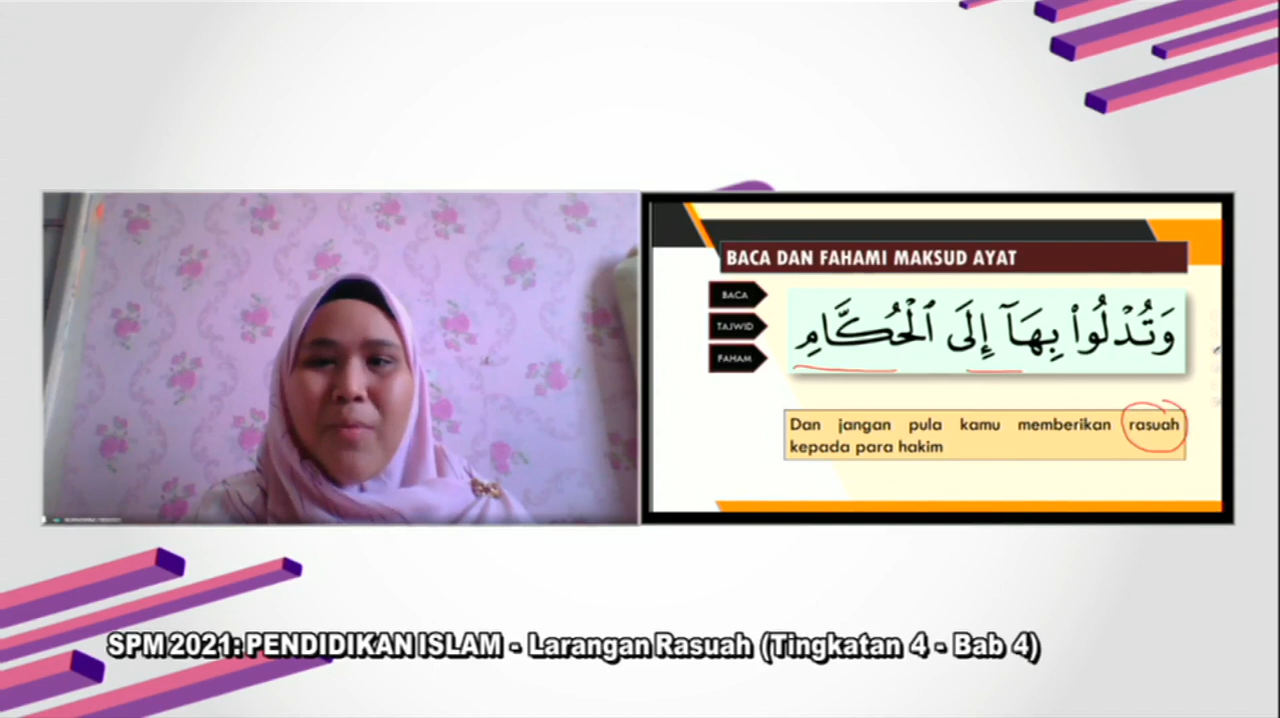 BACA DAN FAHAMI MAKSUD AYAT
BACA
TAJWID
FAHAM
وَتُدْلُوا۟ بِهَآ إِلَى ٱلْحُكَّامِ
Dan jangan pula kamu memberikan rasuah
kepada para hakim
SPM 2021: PENDIDIKAN ISLAM - Larangan Rasuah (Tingkatan 4 - Bab 4)